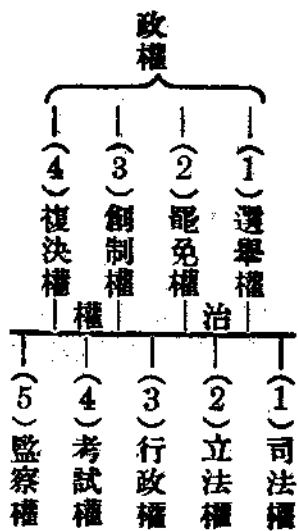 政權
(1)選舉權
(2)罷免權
(3)創制權
(4)複決權
治權
(1)司法權
(2)立法權
(3)行政權
(4)考試權
(5)監察權